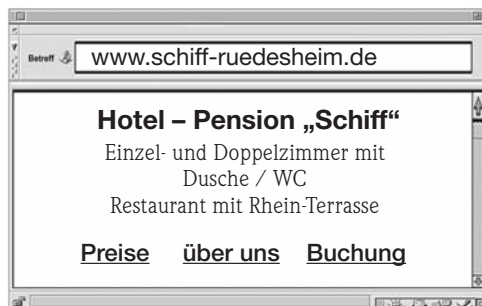 Betreff www.schiff-ruedesheim.de
Hotel – Pension „Schiff“
Einzel- und Doppelzimmer mit
Dusche / WC
Restaurant mit Rhein-Terrasse
Preise über uns Buchung